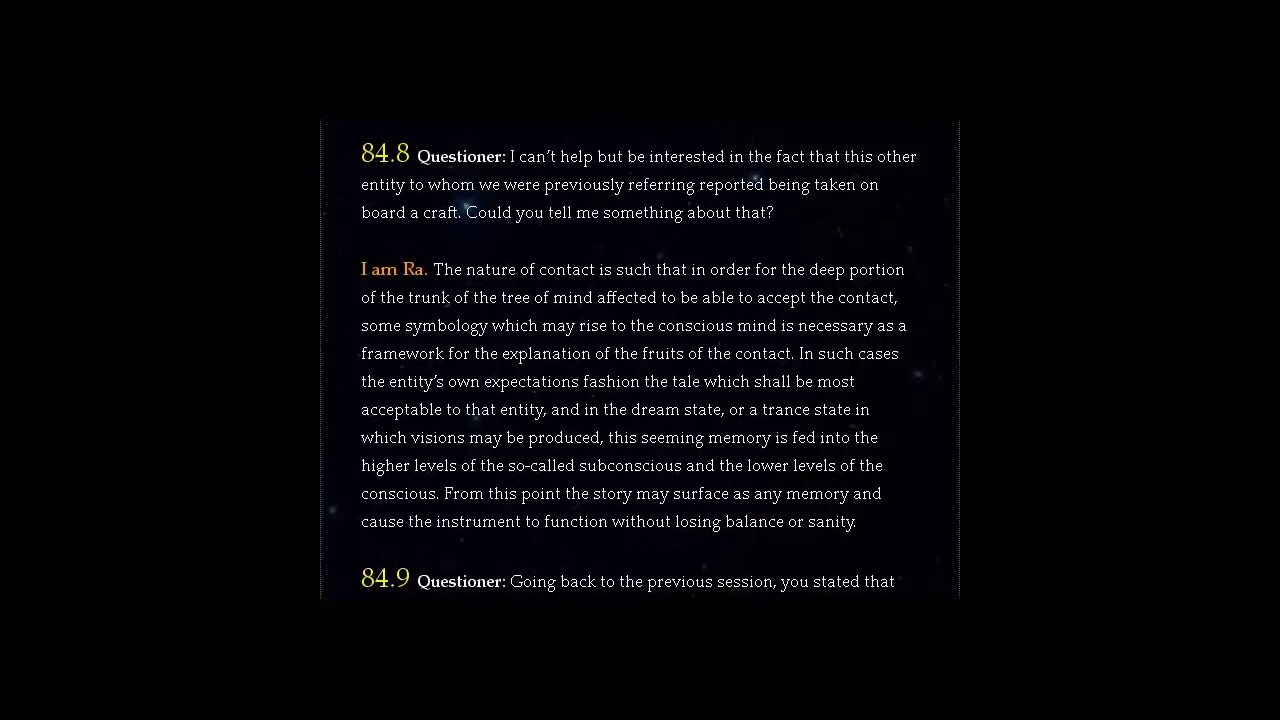 84.8 Questioner: I can't help but be interested in the fact that this other
entity to whom we were previously referring reported being taken on
board a craft. Could you tell me something about that?
I am Ra. The nature of contact is such that in order for the deep portion
of the trunk of the tree of mind affected to be able to accept the contact,
some symbology which may rise to the conscious mind is necessary as a
framework for the explanation of the fruits of the contact. In such cases
the entity's own expectations fashion the tale which shall be most
acceptable to that entity, and in the dream state, or a trance state in
which visions may be produced, this seeming memory is fed into the
higher levels of the so-called subconscious and the lower levels of the
conscious. From this point the story may surface as any memory and
cause the instrument to function without losing balance or sanity.
84.9 Questioner: Going back to the previous session, you stated that